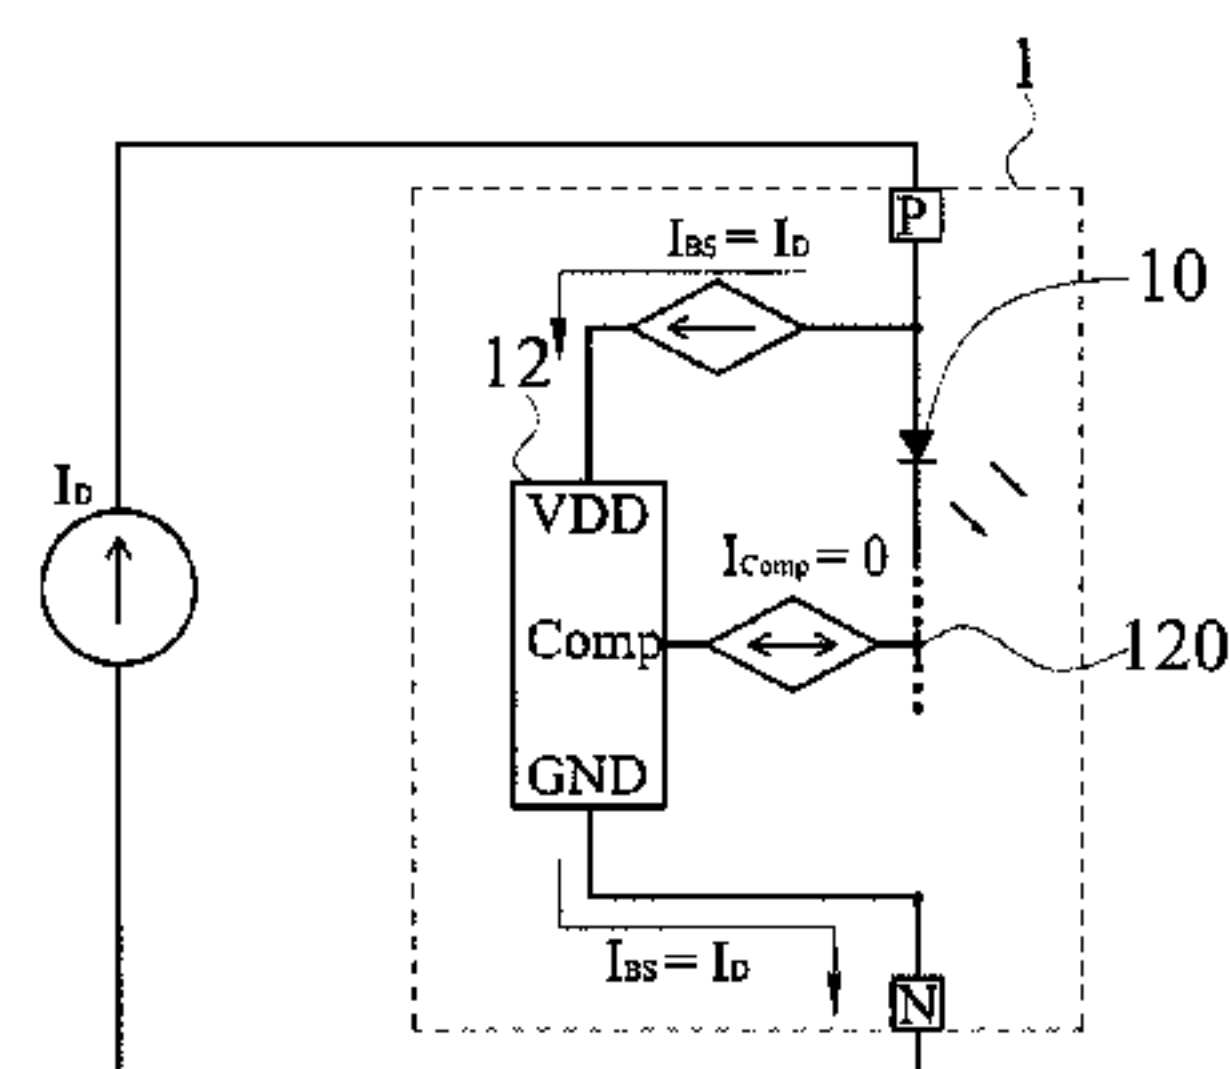 1
P
IBS = ID
10
12
ID
VDD
IComp = 0
Comp
120
GND
IBS = ID
N